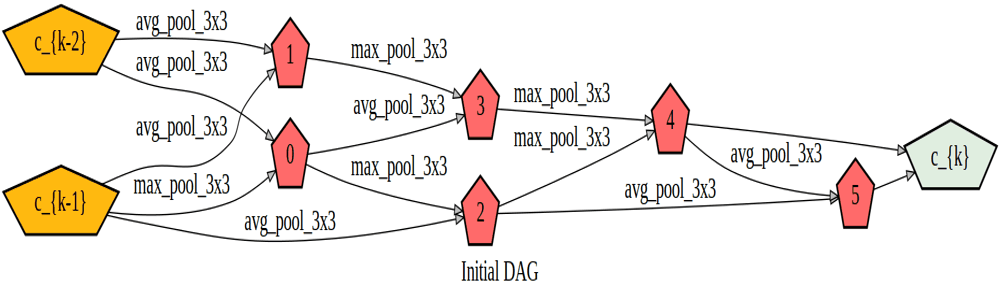 c_{k-2}
avg_pool_3x3
avg_pool_3x3
1
max_pool_3x3
avg_pool_3x3
3
max_pool_3x3
max_pool_3x3
4
avg_pool_3x3
c_{k}
avg_pool_3x3
0
max_pool_3x3
c_{k-1}
max_pool_3x3
avg_pool_3x3
2
avg_pool_3x3
5
Initial DAG